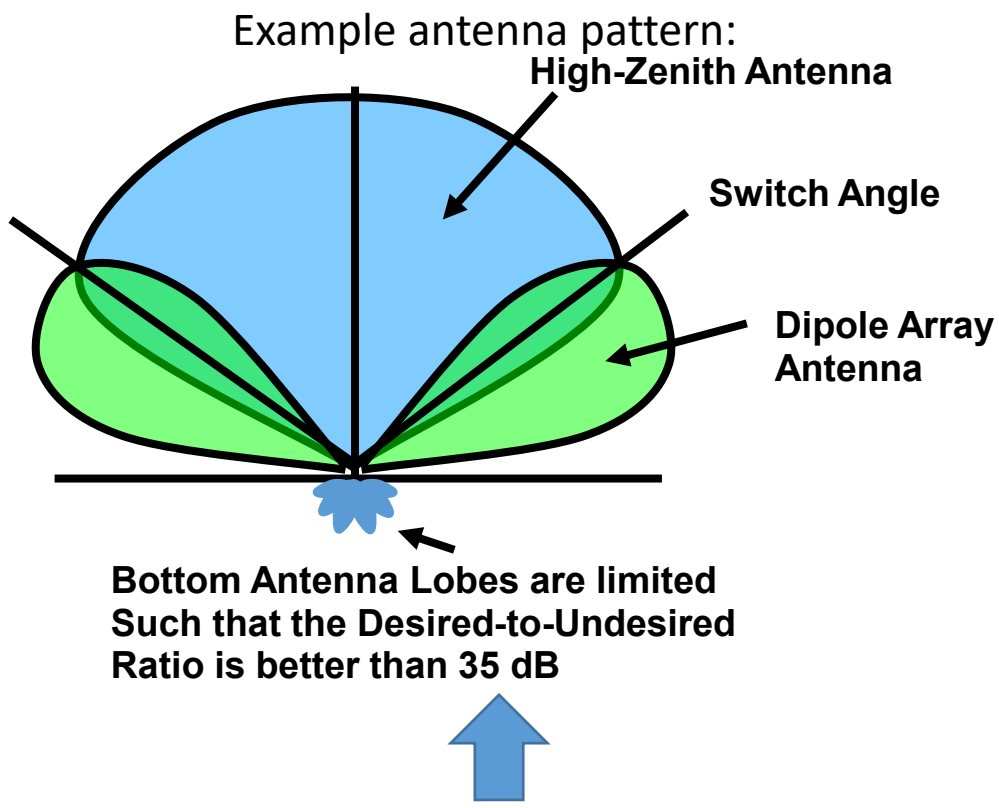 Example antenna pattern:
High-Zenith Antenna
Switch Angle
Dipole Array
Antenna
Bottom Antenna Lobes are limited
Such that the Desired-to-Undesired
Ratio is better than 35 dB